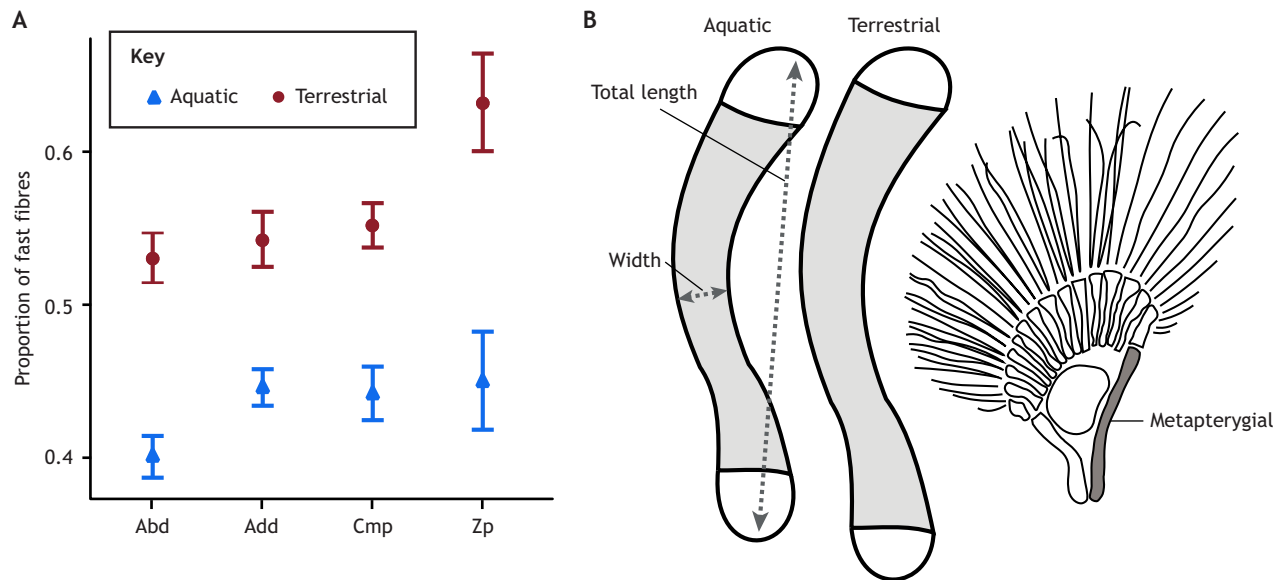 A
Key
Aquatic
Terrestrial
Proportion of fast fibres
0.6
0.5
0.4
Abd
Add
Cmp
Zp
B
Aquatic
Terrestrial
Total length
Width
Metapterygial